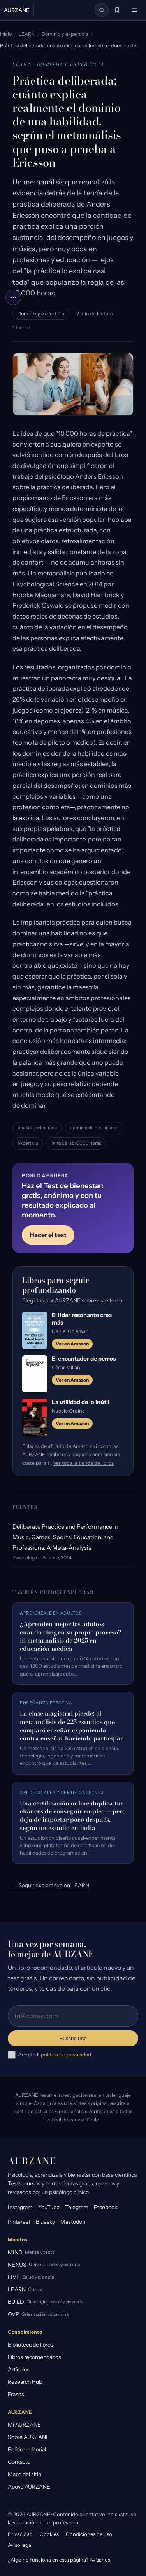 AURZANE
Inicio / LEARN / Dominio y experticia /
Práctica deliberada: cuánto explica realmente el dominio de ...
LEARN · DOMINIO Y EXPERTICIA
Práctica deliberada:
cuánto explica
realmente el dominio
de una habilidad,
según el metaanálisis
que puso a prueba a
Ericsson
Un metaanálisis que reanalizó la
evidencia detrás de la teoría de la
práctica deliberada de Anders
Ericsson encontró que la cantidad de
práctica explica una porción
sustancial del desempeño en juegos y
música, pero muy poca en
profesiones y educación — lejos
del "la práctica lo explica casi
todo" que popularizó la regla de las
10.000 horas.
Dominio y expertticia
2 min de lectura
1 fuente
La idea de que "10.000 horas de práctica"
convierten a cualquiera en experto se
volvió sentido común después de libros
de divulgación que simplificaron el
trabajo del psicólogo Anders Ericsson
sobre la práctica deliberada. Pero el
propio marco de Ericsson era más
específico y menos determinista de lo
que sugiere esa versión popular: hablaba
de práctica estructurada, con
objetivos claros, retroalimentación
inmediata y salida constante de la zona
de confort — no de acumular horas sin
más. Un metaanálisis publicado en
Psychological Science en 2014 por
Brooke Macnamara, David Hambrick y
Frederick Oswald se propuso medir, con
datos reales de decenas de estudios,
cuánto de la variación en el desempeño
entre las personas explica efectivamente
esa práctica deliberada.
Los resultados, organizados por dominio,
muestran un panorama muy desigual. La
práctica deliberada explicó cerca del
26% de la variación del desempeño en
juegos (como el ajedrez), 21% en música,
18% en deportes, apenas 4% en el ámbito
educativo y menos del 1% en profesiones
(como la de piloto o médico). Es decir:
en dominios donde el progreso es muy
medible y las reglas más estables, la
práctica explica una porción real pero
parcial del desempeño; en dominios más
complejos y variables —como una
profesión completa—, prácticamente no
la explica. Los autores concluyeron, en
sus propias palabras, que "la práctica
deliberada es importante, pero no tan
importante como se ha argumentado",
una conclusión que generó un
intercambio académico posterior donde
Ericsson y sus colegas cuestionaron
cómo se había definido la "práctica
deliberada" en los estudios incluidos.
La implicancia práctica para quien busca
dominar una habilidad no es que
practicar no sirva —sirve, y en la mayoría
de dominios es la variable más
controlable que existe— sino que no hay
que esperar que la práctica, por sí sola y
sin más, garantice la maestría,
especialmente en ámbitos profesionales
complejos donde el talento previo, el
entorno de trabajo y factores fuera del
control de la persona también pesan. La
conclusión más honesta del metaanálisis:
practicar deliberadamente sigue siendo
la palanca más accesible para avanzar,
pero no es la única variable en
juego, y su peso relativo depende
muchísimo de qué está tratando
de dominar.
práctica deliberada
dominio de habilidades
expertticia
mito de las 10000 horas
PONLO A PRUEBA
Haz el Test de bienestar:
gratis, anónimo y con tu
resultado explicado al
momento.
Hacer el test
Libros para seguir
profundizando
Elegidos por AURZANE sobre este tema.
El líder resonante crea
más
Daniel Goleman
Ver en Amazon
El encantador de perros
César Millán
Ver en Amazon
La utilidad de lo inútil
Nuccio Ordine
Ver en Amazon
Enlaces de afiliado de Amazon: si compras,
AURZANE recibe una pequeña comisión sin
coste para ti. Ver toda la tienda de libros
FUENTES
Deliberate Practice and Performance in
Music, Games, Sports, Education, and
Professions: A Meta-Analysis
Psychological Science, 2014
TAMBIÉN PUEDES EXPLORAR
APRENDIZAJE EN ADULTOS
¿Aprenden mejor los adultos
cuando dirigen su propio proceso?
El metaanálisis de 2025 en
educación médica
Un metaanálisis que reunió 14 estudios con
casi 1.800 estudiantes de medicina encontró
que el aprendizaje auto...
ENSEÑANZA EFECTIVA
La clase magistral pierde: el
metaanálisis de 225 estudios que
comparó enseñar exponiendo
contra enseñar haciendo participar
Un metaanálisis de 225 estudios en ciencia,
tecnología, ingeniería y matemáticas
encontró que los estudiantes...
CREDENCIALES Y CERTIFICACIONES
Una certificación online duplica tus
chances de conseguir empleo... pero
deja de importar poco después,
según un estudio en India
Un estudio con diseño cuasi-experimental
sobre una plataforma de certificación de
habilidades de programación ...
← Seguir explorando en LEARN
Una vez por semana,
lo mejor de AURZANE
Un libro recomendado, el artículo nuevo y un
test gratis. Un correo corto, sin publicidad de
terceros, y te das de baja con un clic.
tu@correo.com
Suscribirme
Acepto la política de privacidad
AURZANE resume investigación real en un lenguaje
simple. Cada guía es una síntesis original, escrita a
partir de estudios y metaanálisis verificables citados
al final de cada artículo.
AURZANE
Psicología, aprendizaje y bienestar con base científica.
Tests, lecturas y herramientas gratis, creados y
revisados por un psicólogo clínico.
Instagram YouTube Telegram Facebook
Pinterest Bluesky Mastodon
Mundos
MIND Mente y tests
NEXUS Universidades y carreras
LIVE Salud y día a día
LEARN Cursos
BUILD Dinero, ingresos y vivienda
OVP Orientación vocacional
Conocimiento
Biblioteca de libros
Libros recomendados
Artículos
Research Hub
Frases
AURZANE
Mi AURZANE
Sobre AURZANE
Política editorial
Contacto
Mapa del sitio
Apoya AURZANE
© 2026 AURZANE · Contenido orientativo: no sustituye
la valoración de un profesional.
Privacidad Cookies Condiciones de uso
Aviso legal
¿Algo no funciona en esta página? Avísanos